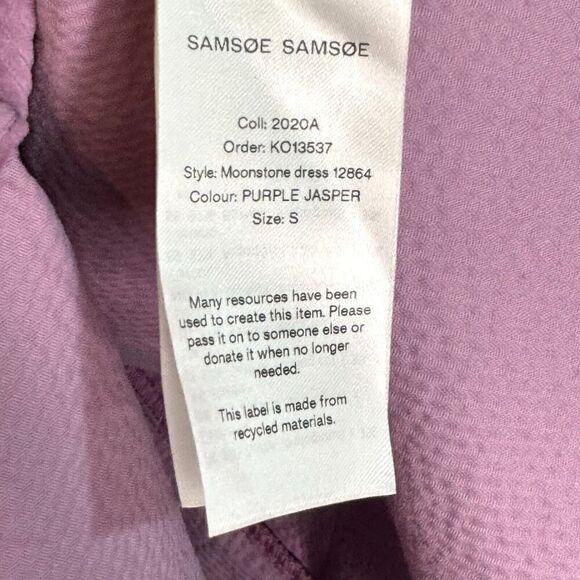 SAMSØE SAMSØE
Coll: 2020A
Order: KO13537
Style: Moonstone dress 12864
Colour: PURPLE JASPER
Size: S
Many resources have been
used to create this item. Please
pass it on to someone else or
donate it when no longer
needed.
This label is made from
recycled materials.